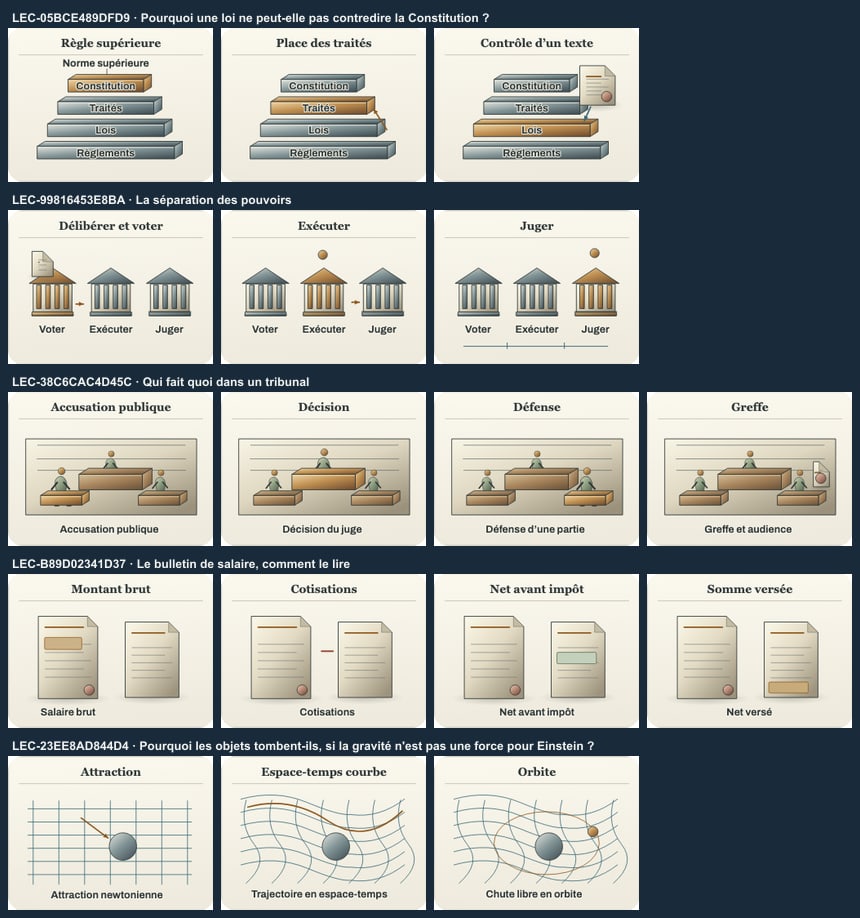 LEC-05BCE489DFD9 · Pourquoi une loi ne peut-elle pas contredire la Constitution ?
Règle supérieure
Norme supérieure
Constitution
Traités
Lois
Règlements
Place des traités
Constitution
Traités
Lois
Règlements
Contrôle d’un texte
Constitution
Traités
Lois
Règlements
LEC-99816453E8BA · La séparation des pouvoirs
Délibérer et voter
Voter Exécuter Juger
Exécuter
Voter Exécuter Juger
Juger
Voter Exécuter Juger
LEC-38C6CAC4D45C · Qui fait quoi dans un tribunal
Accusation publique
Accusation publique
Décision
Décision du juge
Défense
Défense d’une partie
Greffe
Greffe et audience
LEC-B89D02341D37 · Le bulletin de salaire, comment le lire
Montant brut
Salaire brut
Cotisations
Cotisations
Net avant impôt
Net avant impôt
Somme versée
Net versé
LEC-23EE8AD844D4 · Pourquoi les objets tombent-ils, si la gravité n'est pas une force pour Einstein ?
Attraction
Attraction newtonienne
Espace-temps courbe
Trajectoire en espace-temps
Orbite
Chute libre en orbite